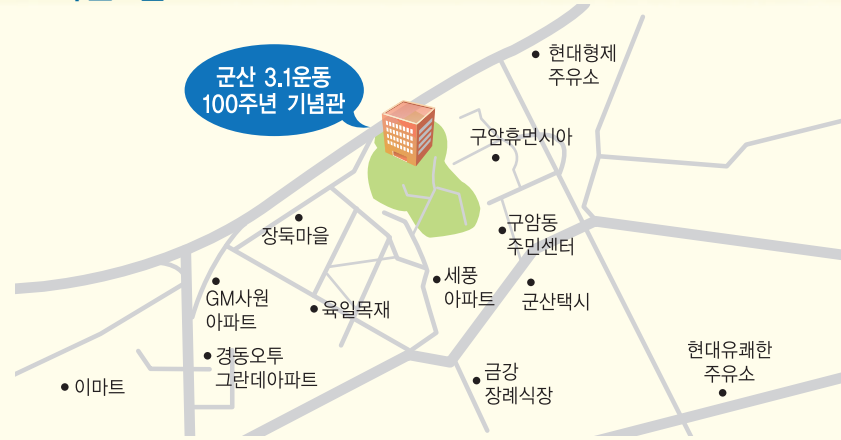 현대형제
주유소
군산 3.1운동
100주년 기념관
구암휴먼시아
장둑마을
구암동
주민센터
세풍
아파트
군산택시
GM사원
아파트
육일목재
경동오투
그란데아파트
이마트
금강
장례식장
현대유쾌한
주유소